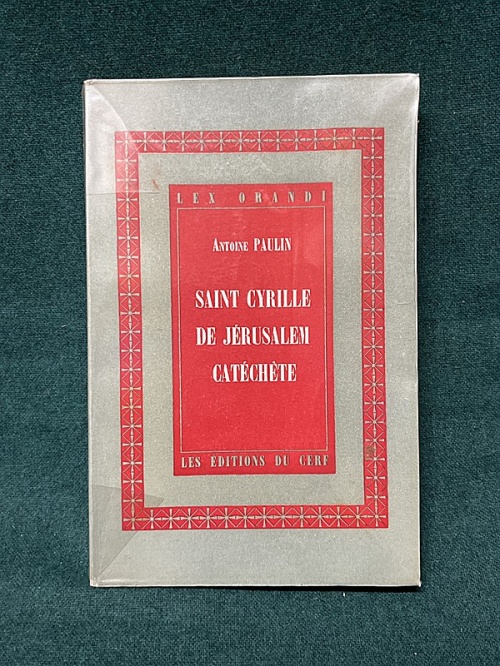 LEX ORANDI
ANTOINE PAULIN
SAINT CYRILLE
DE JÉRUSALEM
CATÉCHÈTE
LES ÉDITIONS DU CERF